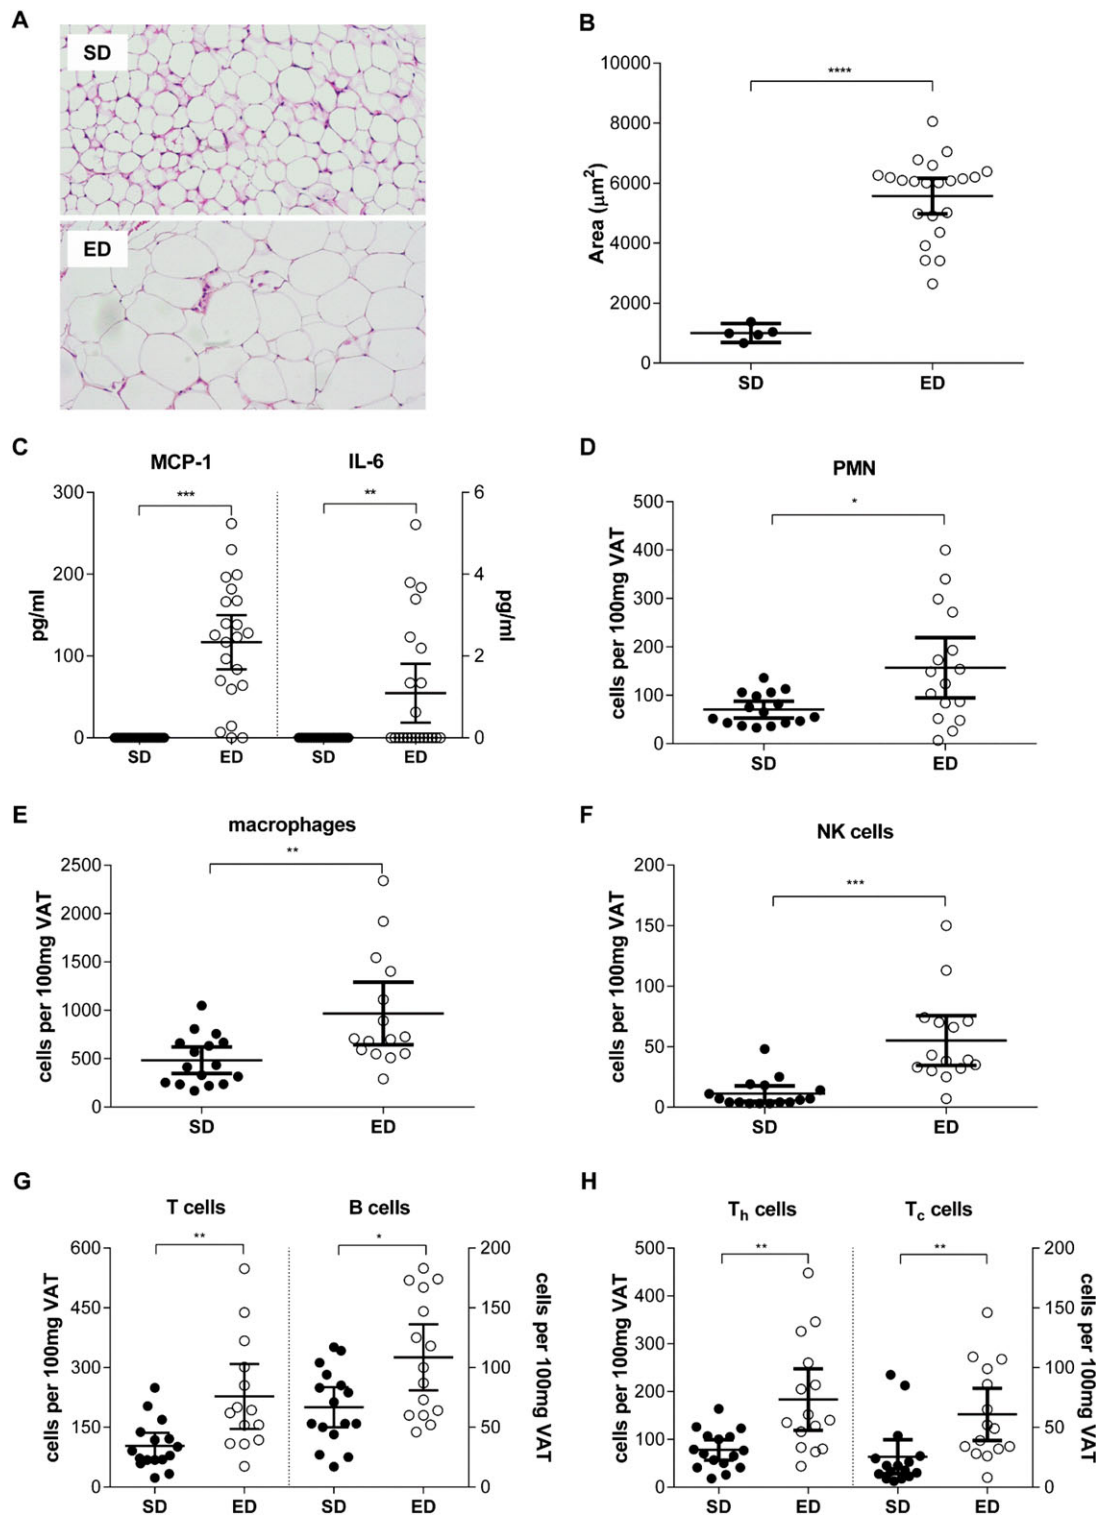 A
SD
ED
B
10000
8000
6000
4000
2000
0
Area (μm²)
****
SD
ED
C
MCP-1
IL-6
300
200
100
0
pg/ml
***
**
6
4
2
0
pg/ml
SD
ED
SD
ED
D
PMN
500
400
300
200
100
0
cells per 100mg VAT
*
SD
ED
E
macrophages
2500
2000
1500
1000
500
0
cells per 100mg VAT
**
SD
ED
F
NK cells
200
150
100
50
0
cells per 100mg VAT
***
SD
ED
G
T cells
B cells
600
450
300
150
0
cells per 100mg VAT
**
*
200
150
100
50
0
cells per 100mg VAT
SD
ED
SD
ED
H
Th cells
Tc cells
500
400
300
200
100
0
cells per 100mg VAT
**
**
200
150
100
50
0
cells per 100mg VAT
SD
ED
SD
ED